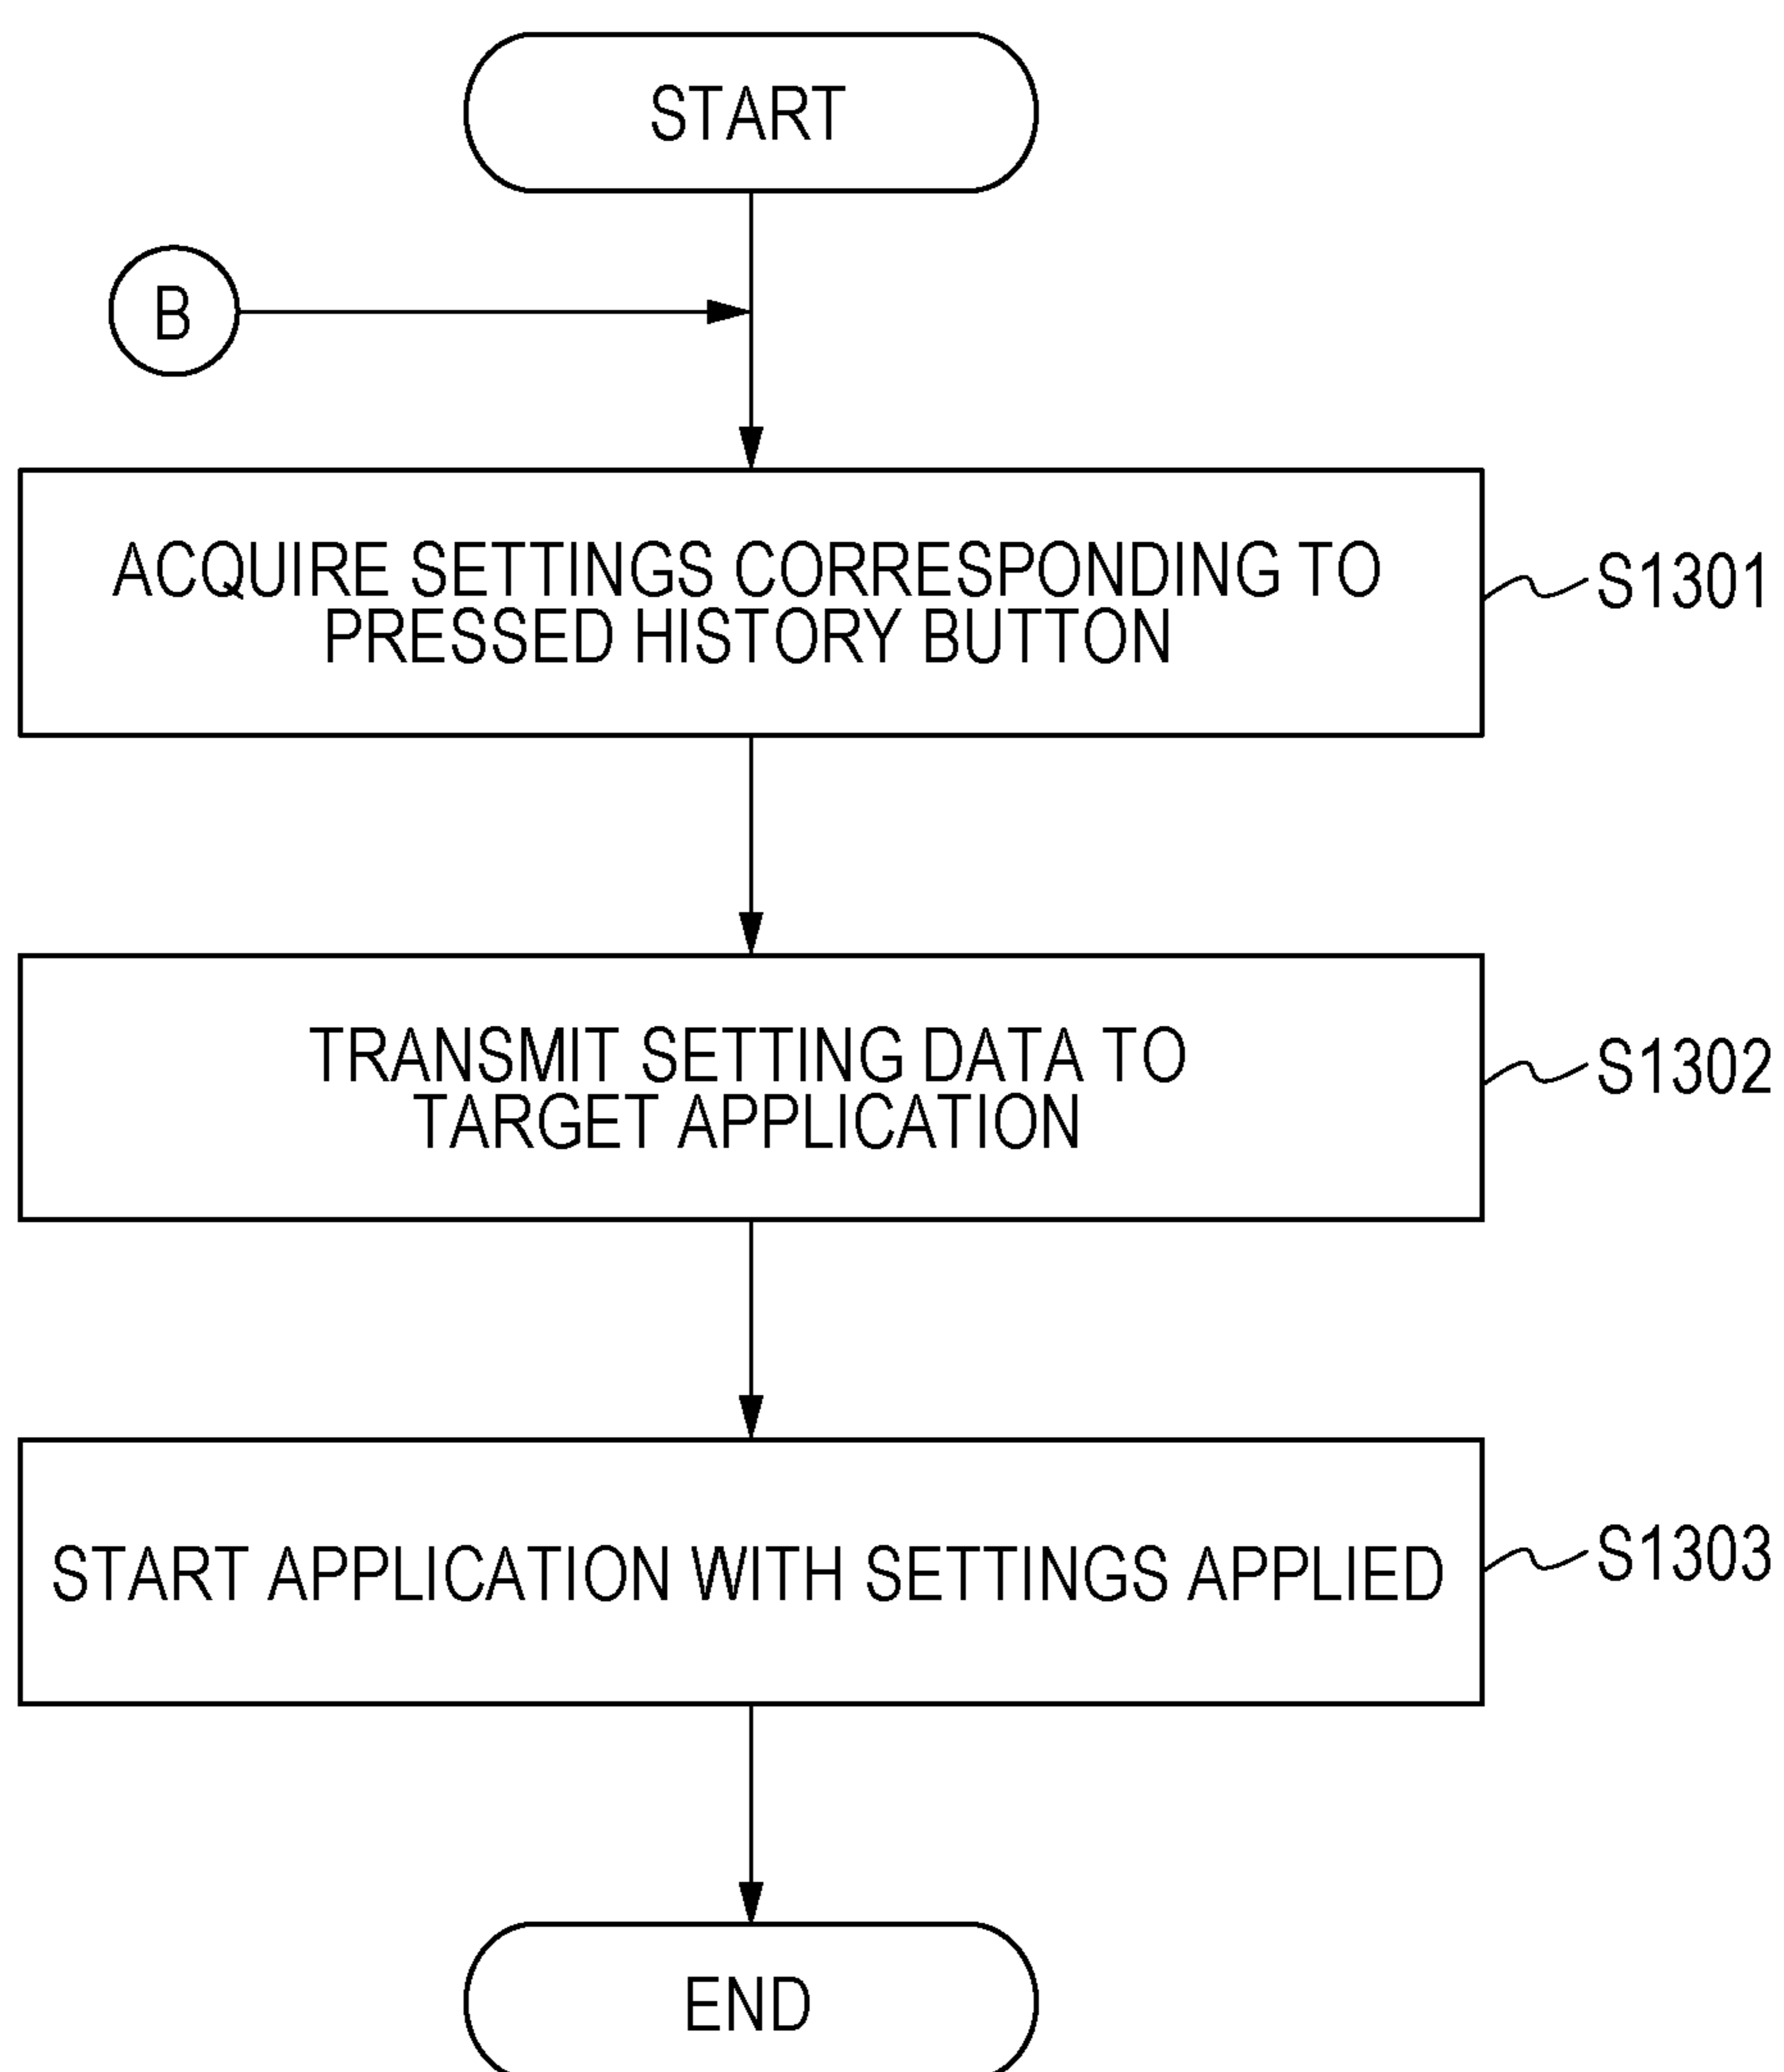 START
B
ACQUIRE SETTINGS CORRESPONDING TO
PRESSED HISTORY BUTTON
S1301
TRANSMIT SETTING DATA TO
TARGET APPLICATION
S1302
START APPLICATION WITH SETTINGS APPLIED
S1303
END